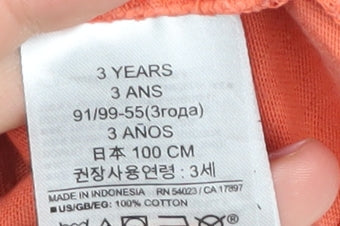 3 YEARS
3 ANS
91/99-55(3года)
3 AÑOS
日本 100 CM
권장사용연령 : 3세
MADE IN INDONESIA RN 54023 / CA 17897
■US/GB/EG: 100% COTTON